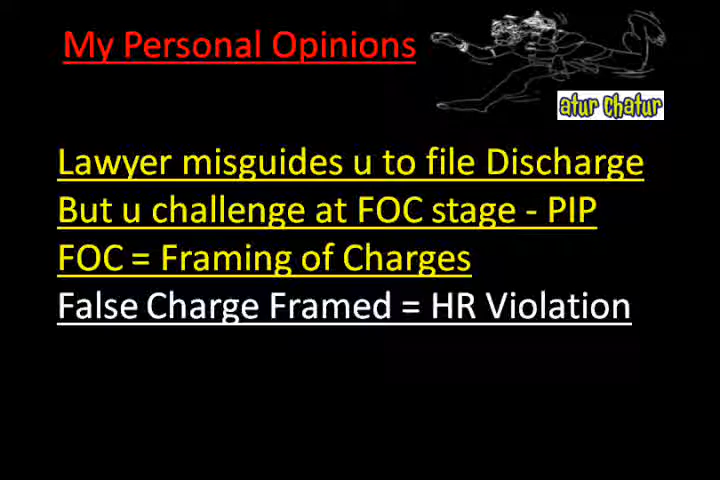 My Personal Opinions
atur chatur
Lawyer misguides u to file Discharge
But u challenge at FOC stage - PIP
FOC = Framing of Charges
False Charge Framed = HR Violation